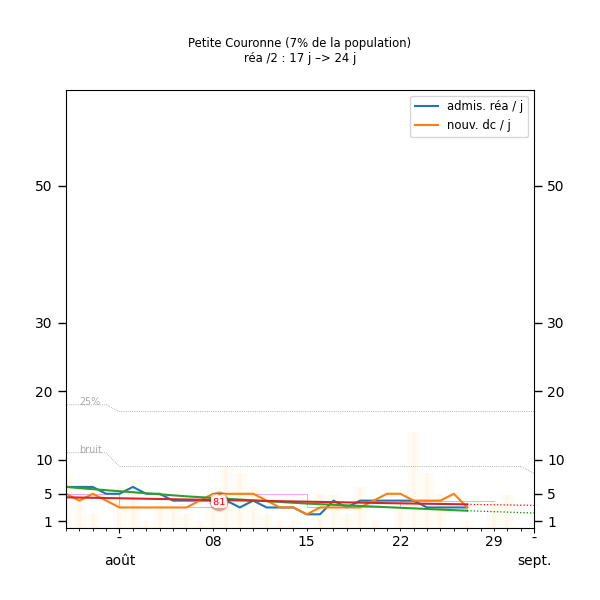 Petite Couronne (7% de la population)
réa /2 : 17 j –> 24 j
admis. réa / j
nouv. dc / j
50 50
30 30
20 20
25%
bruit
10 10
5 5
81
1 1
- 08 15 22 29 -
août sept.